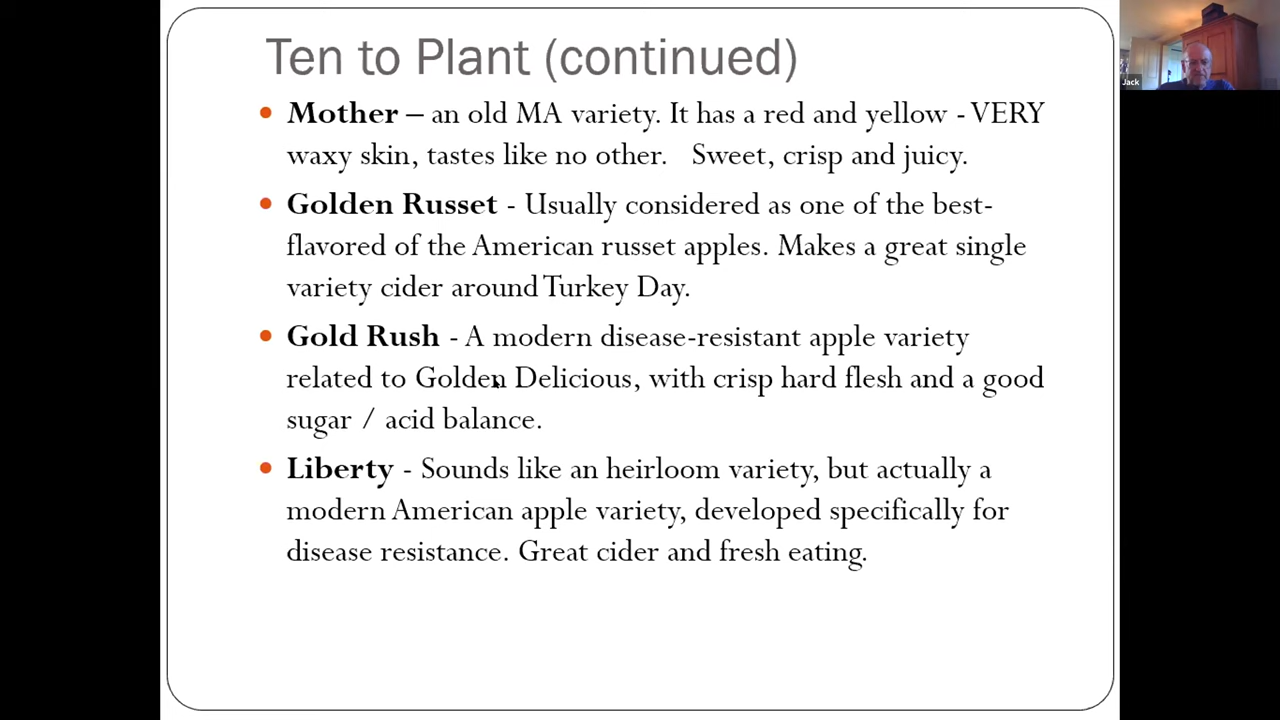 Ten to Plant (continued)
Jack
• Mother – an old MA variety. It has a red and yellow - VERY
waxy skin, tastes like no other. Sweet, crisp and juicy.
• Golden Russet - Usually considered as one of the best-
flavored of the American russet apples. Makes a great single
variety cider around Turkey Day.
• Gold Rush - A modern disease-resistant apple variety
related to Golden Delicious, with crisp hard flesh and a good
sugar / acid balance.
• Liberty - Sounds like an heirloom variety, but actually a
modern American apple variety, developed specifically for
disease resistance. Great cider and fresh eating.